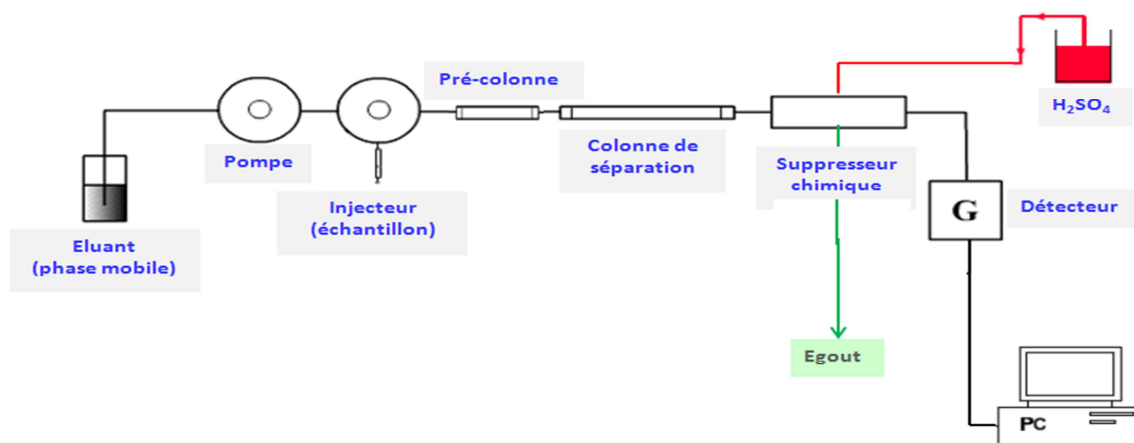 Pré-colonne
H₂SO₄
Pompe
Colonne de
séparation
Suppresseur
chimique
Injecteur
(échantillon)
G
Détecteur
Eluant
(phase mobile)
Egout
PC